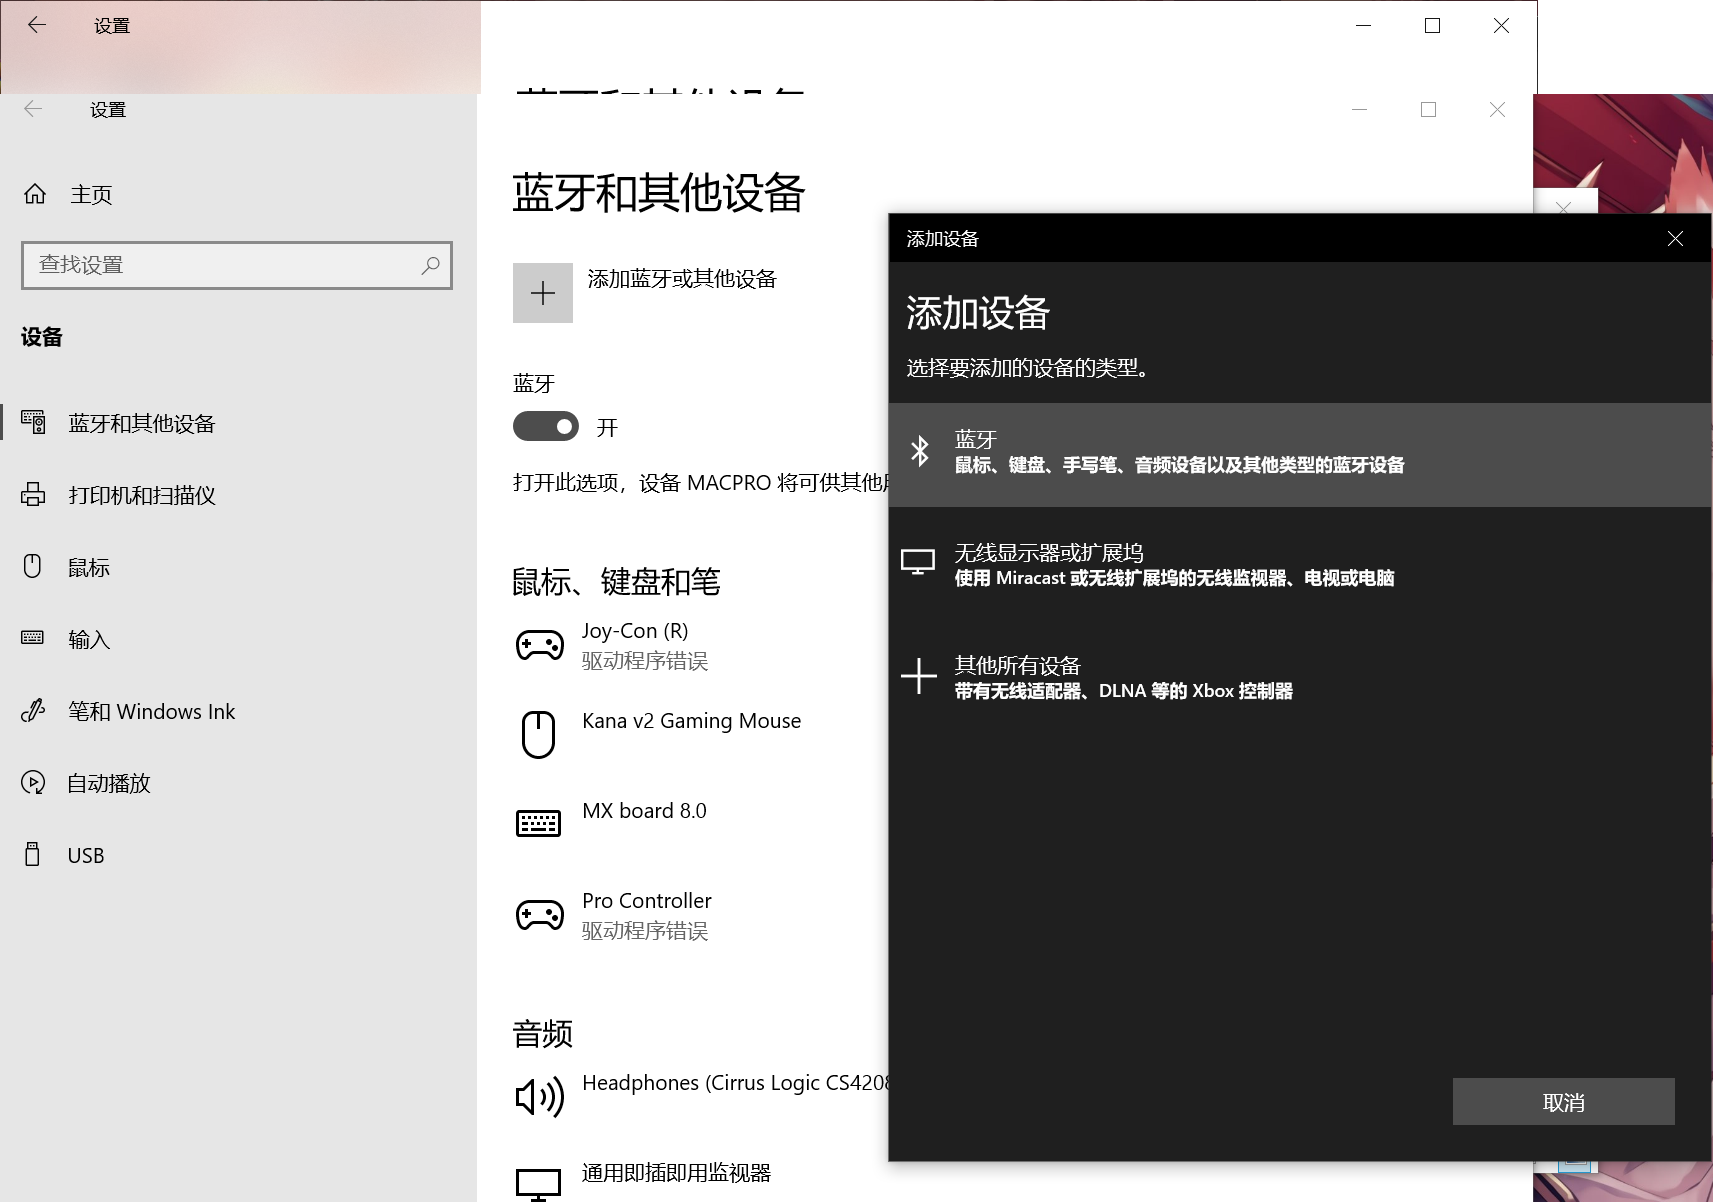 设置
蓝牙和其他设备
设置
主页
查找设置
设备
蓝牙和其他设备
打印机和扫描仪
鼠标
输入
笔和 Windows Ink
自动播放
USB
蓝牙和其他设备
添加蓝牙或其他设备
蓝牙
开
打开此选项，设备 MACPRO 将可供其他
鼠标、键盘和笔
Joy-Con (R)
驱动程序错误
Kana v2 Gaming Mouse
MX board 8.0
Pro Controller
驱动程序错误
音频
Headphones (Cirrus Logic CS4208
通用即插即用监视器
添加设备
添加设备
选择要添加的设备的类型。
蓝牙
鼠标、键盘、手写笔、音频设备以及其他类型的蓝牙设备
无线显示器或扩展坞
使用 Miracast 或无线扩展坞的无线监视器、电视或电脑
其他所有设备
带有无线适配器、DLNA 等的 Xbox 控制器
取消